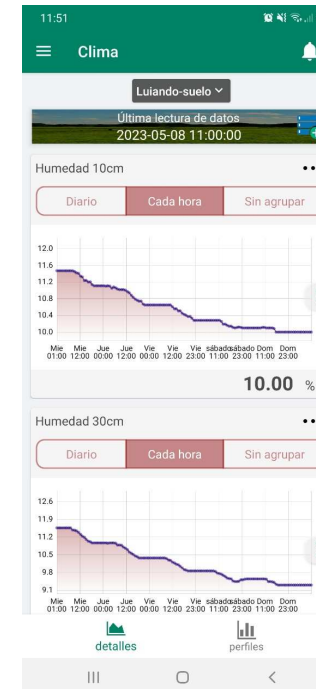 11:51
Clima
Luiando-suelo
Última lectura de datos
2023-05-08 11:00:00
Humedad 10cm
Diario Cada hora Sin agrupar
12.0
11.6
11.2
10.8
10.4
10.0
Mie Mie Jue Jue Vie Vie Vie sábado sábado Dom Dom
01:00 12:00 00:00 12:00 00:00 12:00 23:00 11:00 23:00 11:00 23:00
10.00 %
Humedad 30cm
Diario Cada hora Sin agrupar
12.6
11.9
11.2
10.5
9.8
9.1
Mie Mie Jue Jue Vie Vie Vie sábado sábado Dom Dom
01:00 12:00 00:00 12:00 00:00 12:00 23:00 11:00 23:00 11:00 23:00
detalles perfiles